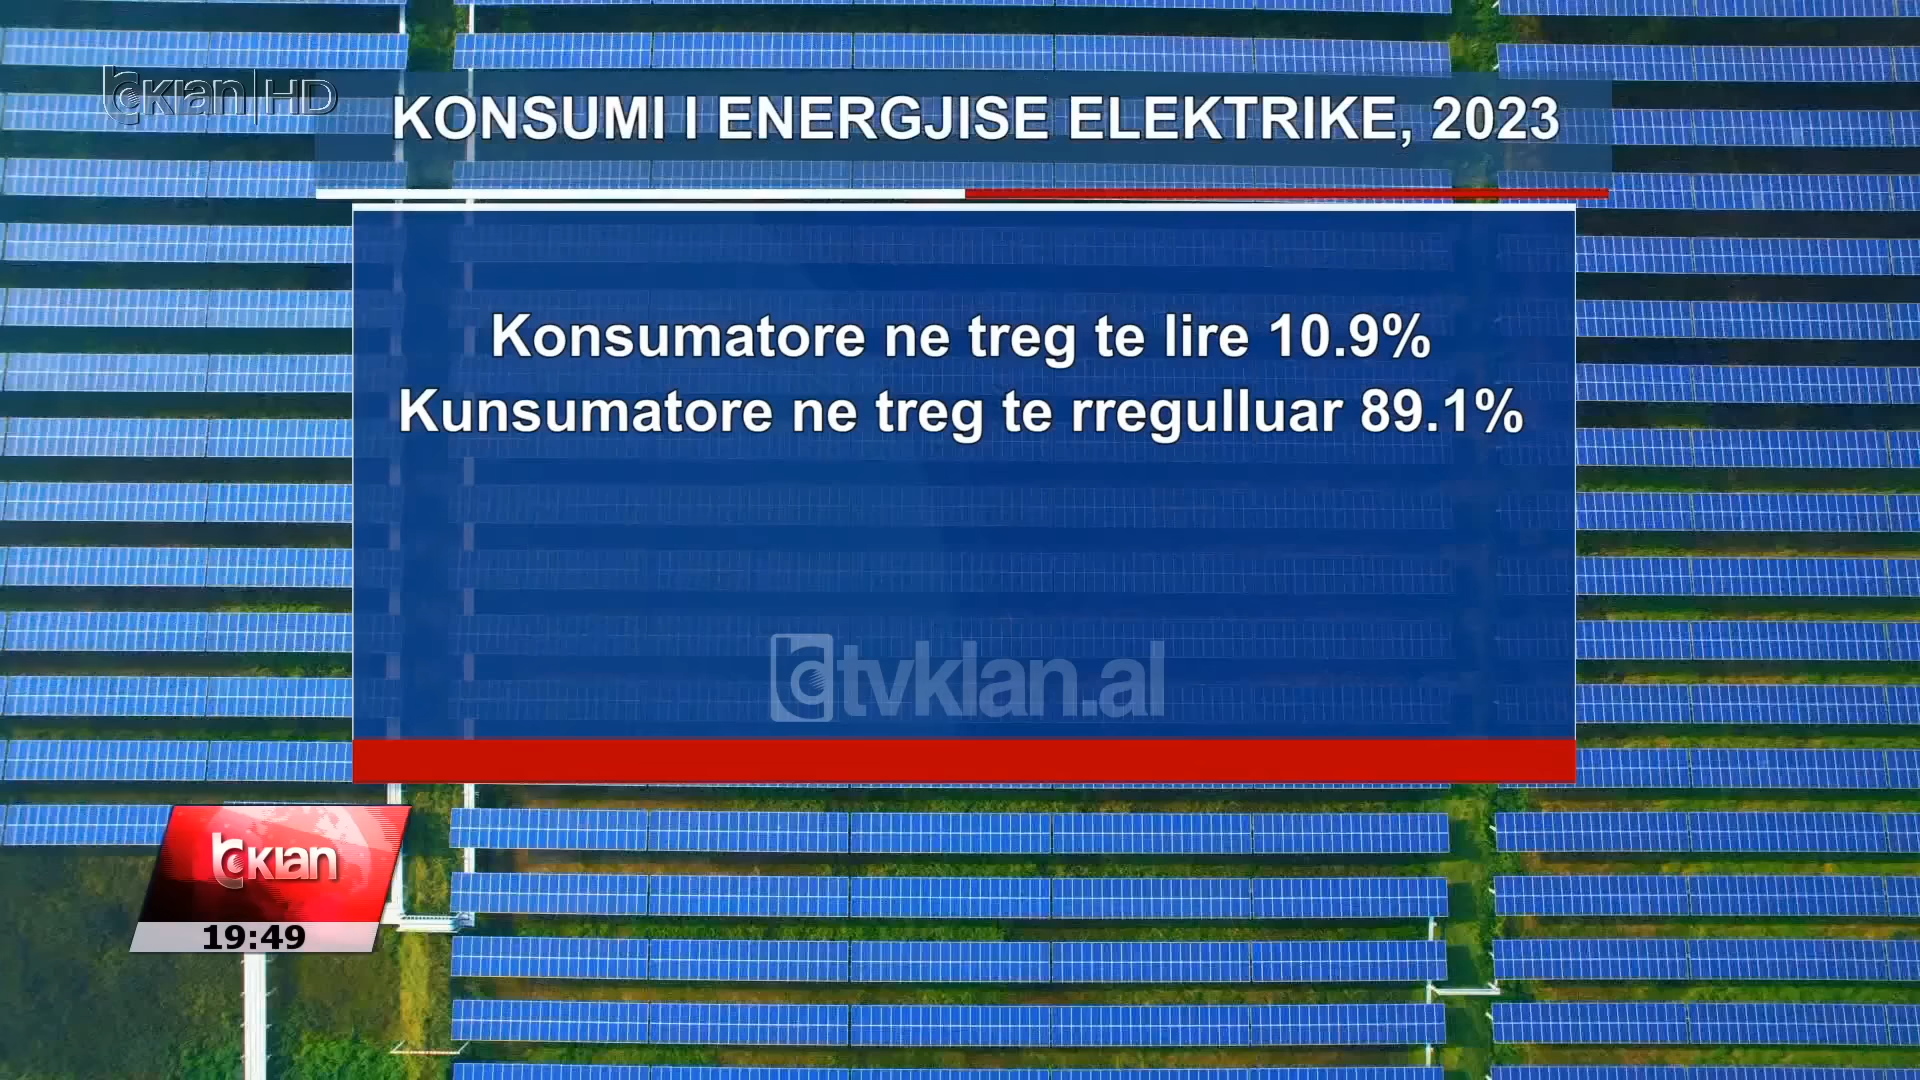 klan HD
KONSUMI I ENERGJISE ELEKTRIKE, 2023
Konsumatore ne treg te lire 10.9%
Kunsumatore ne treg te rregulluar 89.1%
tvklan.al
klan
19:49